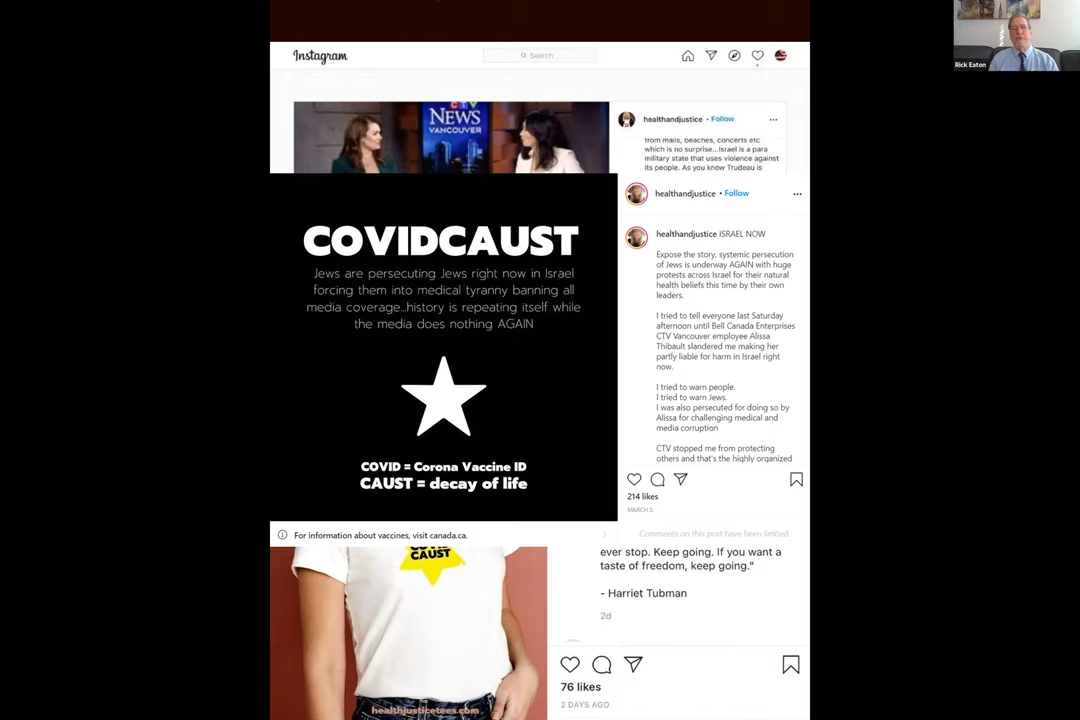 Instagram
Search
Rick Eaton
CTV
NEWS
VANCOUVER
healthandjustice • Follow
from malls, beaches, concerts etc
which is no surprise...Israel is a para
military state that uses violence against
its people. As you know Trudeau is
COVIDCAUST
Jews are persecuting Jews right now in Israel
forcing them into medical tyranny banning all
media coverage...history is repeating itself while
the media does nothing AGAIN
COVID = Corona Vaccine ID
CAUST = decay of life
healthandjustice • Follow
healthandjustice ISRAEL NOW
Expose the story, systemic persecution
of Jews is underway AGAIN with huge
protests across Israel for their natural
health beliefs this time by their own
leaders.
I tried to tell everyone last Saturday
afternoon until Bell Canada Enterprises
CTV Vancouver employee Alissa
Thibault slandered me making her
partly liable for harm in Israel right
now.
I tried to warn people.
I tried to warn Jews.
I was also persecuted for doing so by
Alissa for challenging medical and
media corruption
CTV stopped me from protecting
others and that's the highly organized
214 likes
MARCH 5
For information about vaccines, visit canada.ca.
Comments on this post have been limited.
COVID
CAUST
healthjusticetees.com
ever stop. Keep going. If you want a
taste of freedom, keep going."
- Harriet Tubman
2d
76 likes
2 DAYS AGO